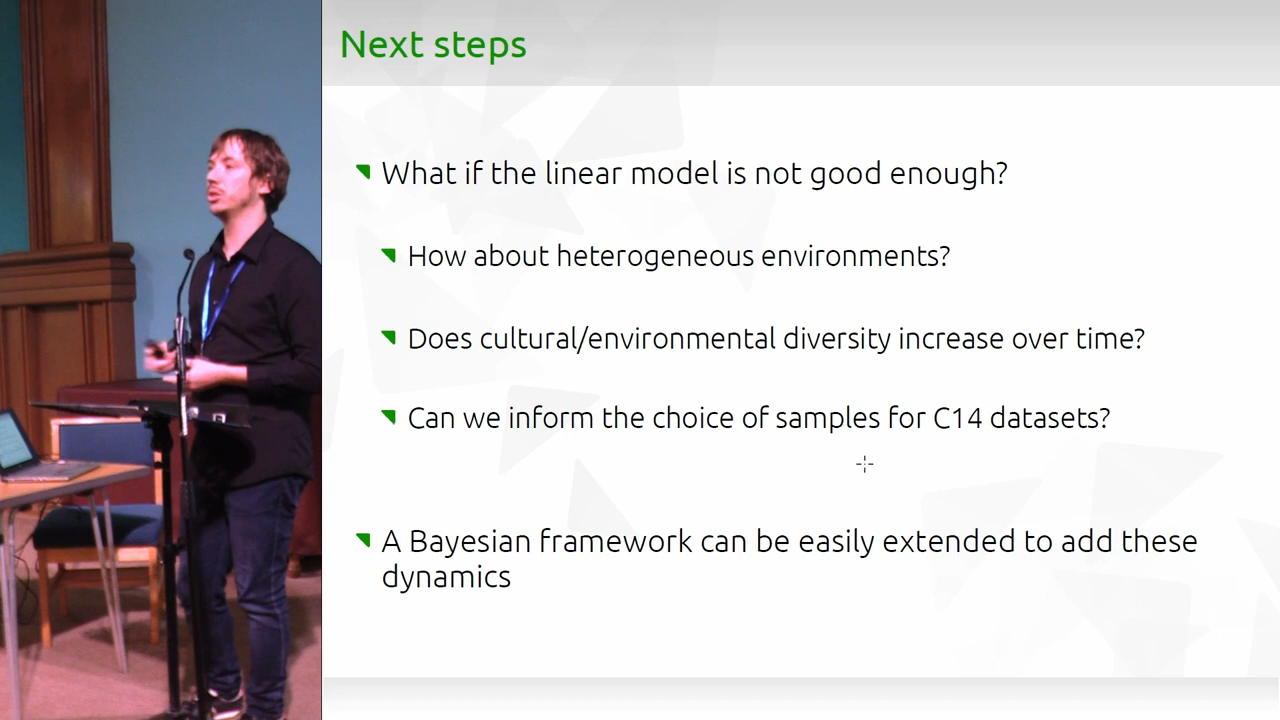 Next steps
What if the linear model is not good enough?
How about heterogeneous environments?
Does cultural/environmental diversity increase over time?
Can we inform the choice of samples for C14 datasets?
A Bayesian framework can be easily extended to add these
dynamics